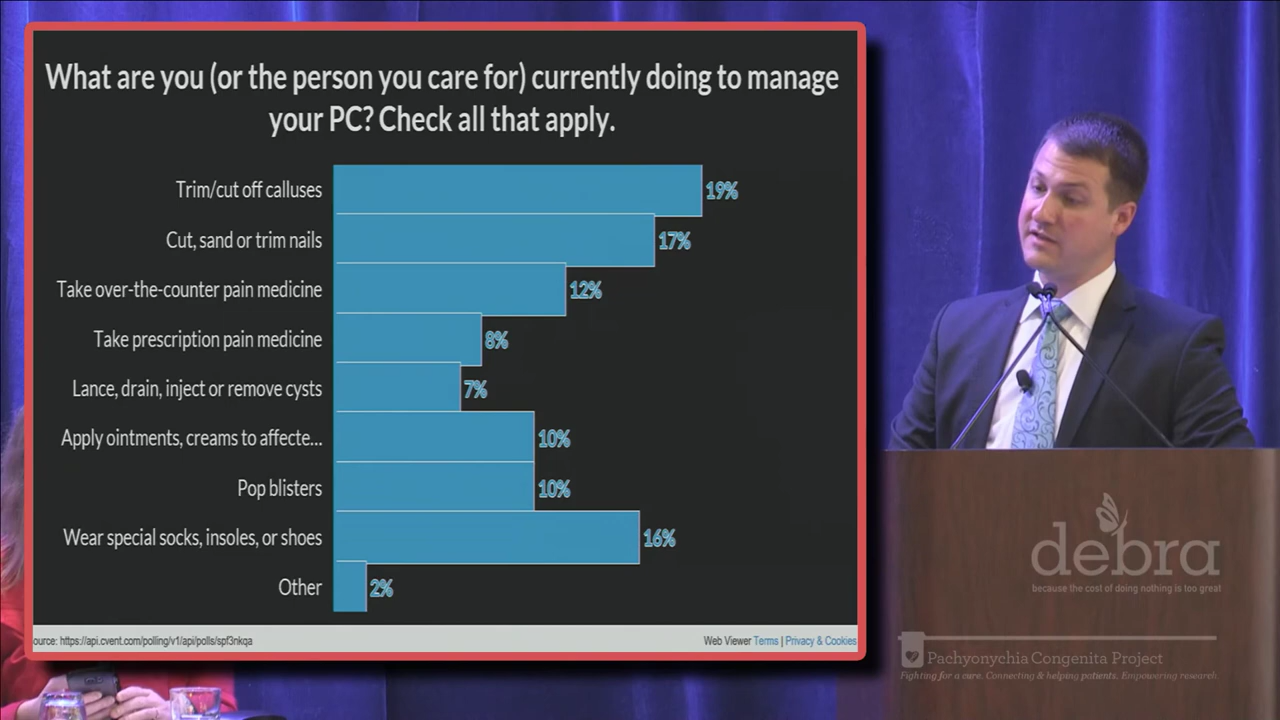 What are you (or the person you care for) currently doing to manage
your PC? Check all that apply.
Trim/cut off calluses 19%
Cut, sand or trim nails 17%
Take over-the-counter pain medicine 12%
Take prescription pain medicine 8%
Lance, drain, inject or remove cysts 7%
Apply ointments, creams to affecte... 10%
Pop blisters 10%
Wear special socks, insoles, or shoes 16%
Other 2%
ource: https://api.cvent.com/polling/v1/api/polls/spf3nkqa Web Viewer Terms | Privacy & Cookies
debra
because the cost of doing nothing is too great
Pachyonychia Congenita Project
Fighting for a cure. Connecting & helping patients. Empowering research.